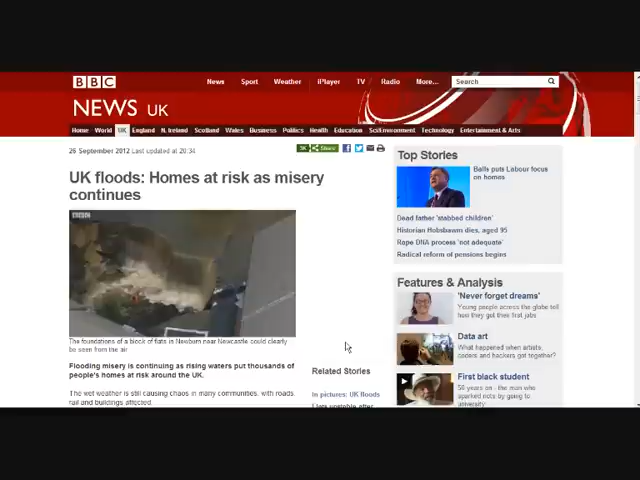 BBC
News Sport Weather iPlayer TV Radio More... Search
NEWS UK
Home World UK England N. Ireland Scotland Wales Business Politics Health Education Sci/Environment Technology Entertainment & Arts
26 September 2012 Last updated at 20:34
Share
UK floods: Homes at risk as misery
continues
BBC
The foundations of a block of flats in Newburn near Newcastle could clearly
be seen from the air
Flooding misery is continuing as rising waters put thousands of
people's homes at risk around the UK.
The wet weather is still causing chaos in many communities, with roads,
rail and buildings affected.
Related Stories
In pictures: UK floods
Top Stories
Balls puts Labour focus
on homes
Dead father 'stabbed children'
Historian Hobsbawm dies, aged 95
Rape DNA process 'not adequate'
Radical reform of pensions begins
Features & Analysis
'Never forget dreams'
Young people across the globe tell
how they got their first jobs
Data art
What happened when artists,
coders and hackers got together?
First black student
50 years on - the man who
sparked riots by going to
university